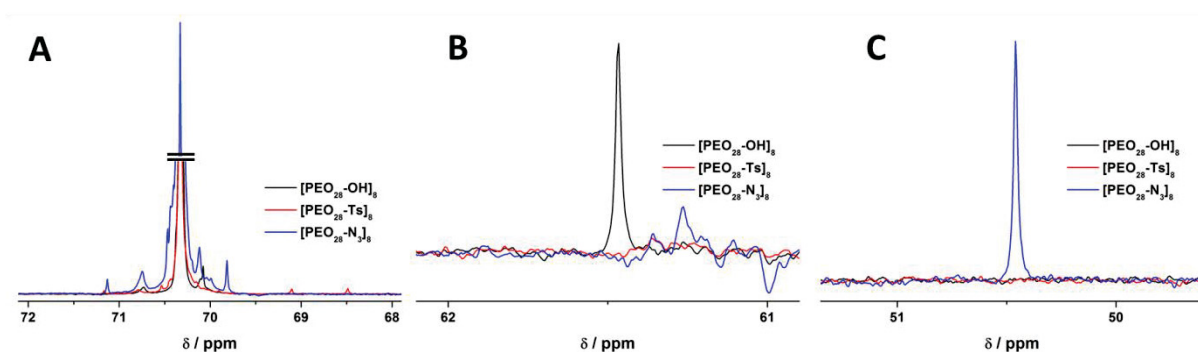 A
[PEO₂₈-OH]₈
[PEO₂₈-Ts]₈
[PEO₂₈-N₃]₈
72 71 70 69 68
δ / ppm
B
[PEO₂₈-OH]₈
[PEO₂₈-Ts]₈
[PEO₂₈-N₃]₈
62 61
δ / ppm
C
[PEO₂₈-OH]₈
[PEO₂₈-Ts]₈
[PEO₂₈-N₃]₈
51 50
δ / ppm